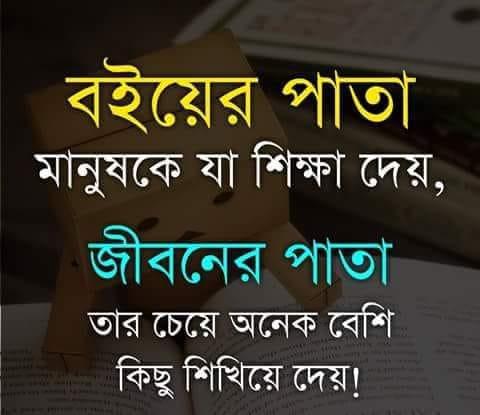 বইয়ের পাতা
মানুষকে যা শিক্ষা দেয়,
জীবনের পাতা
তার চেয়ে অনেক বেশি
কিছু শিখিয়ে দেয়!